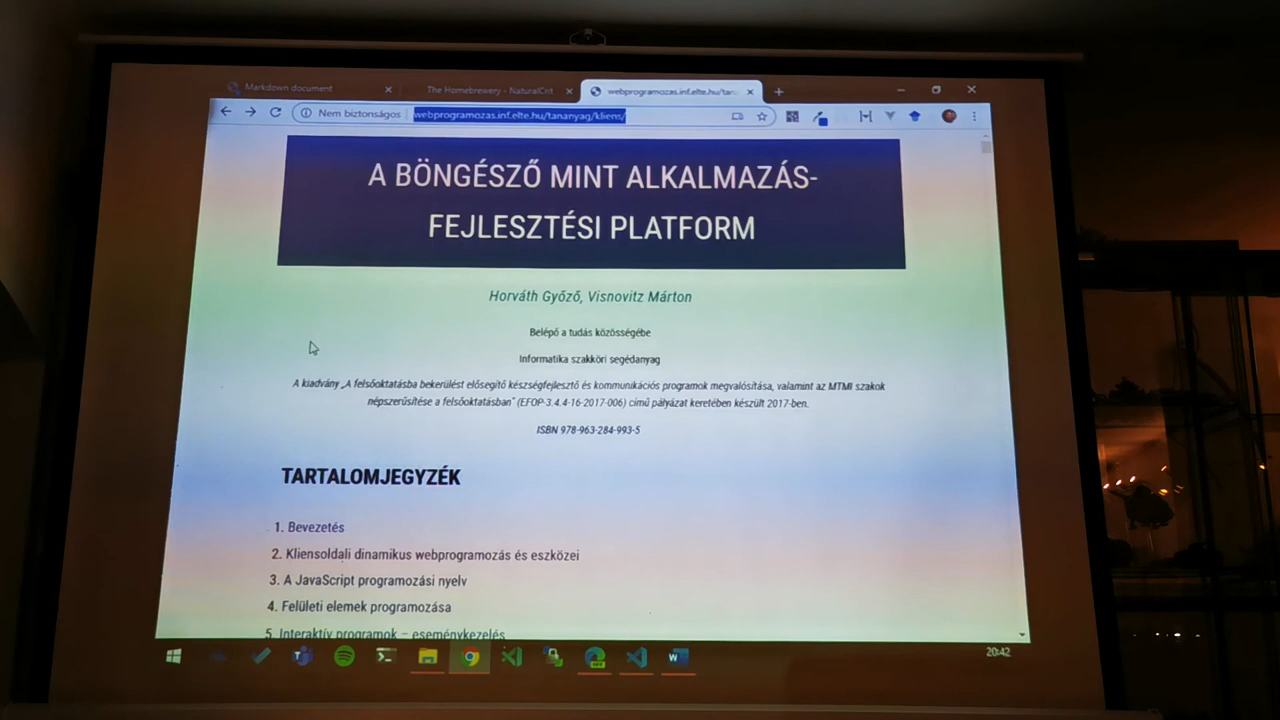 Markdown document
The Homebrewery - NaturalCrit
webprogramozas.inf.elte.hu/tan
Nem biztonságos
webprogramozas.inf.elte.hu/tananyag/kliens/
A BÖNGÉSZŐ MINT ALKALMAZÁS-
FEJLESZTÉSI PLATFORM
Horváth Győző, Visnovitz Márton
Belépő a tudás közösségébe
Informatika szakköri segédanyag
A kiadvány „A felsőoktatásba bekerülést elősegítő készségfejlesztő és kommunikációs programok megvalósítása, valamint az MTMI szakok
népszerűsítése a felsőoktatásban” (EFOP-3.4.4-16-2017-006) című pályázat keretében készült 2017-ben.
ISBN 978-963-284-993-5
TARTALOMJEGYZÉK
1. Bevezetés
2. Kliensoldali dinamikus webprogramozás és eszközei
3. A JavaScript programozási nyelv
4. Felületi elemek programozása
5. Interaktív programok – eseménykezelés
20:42